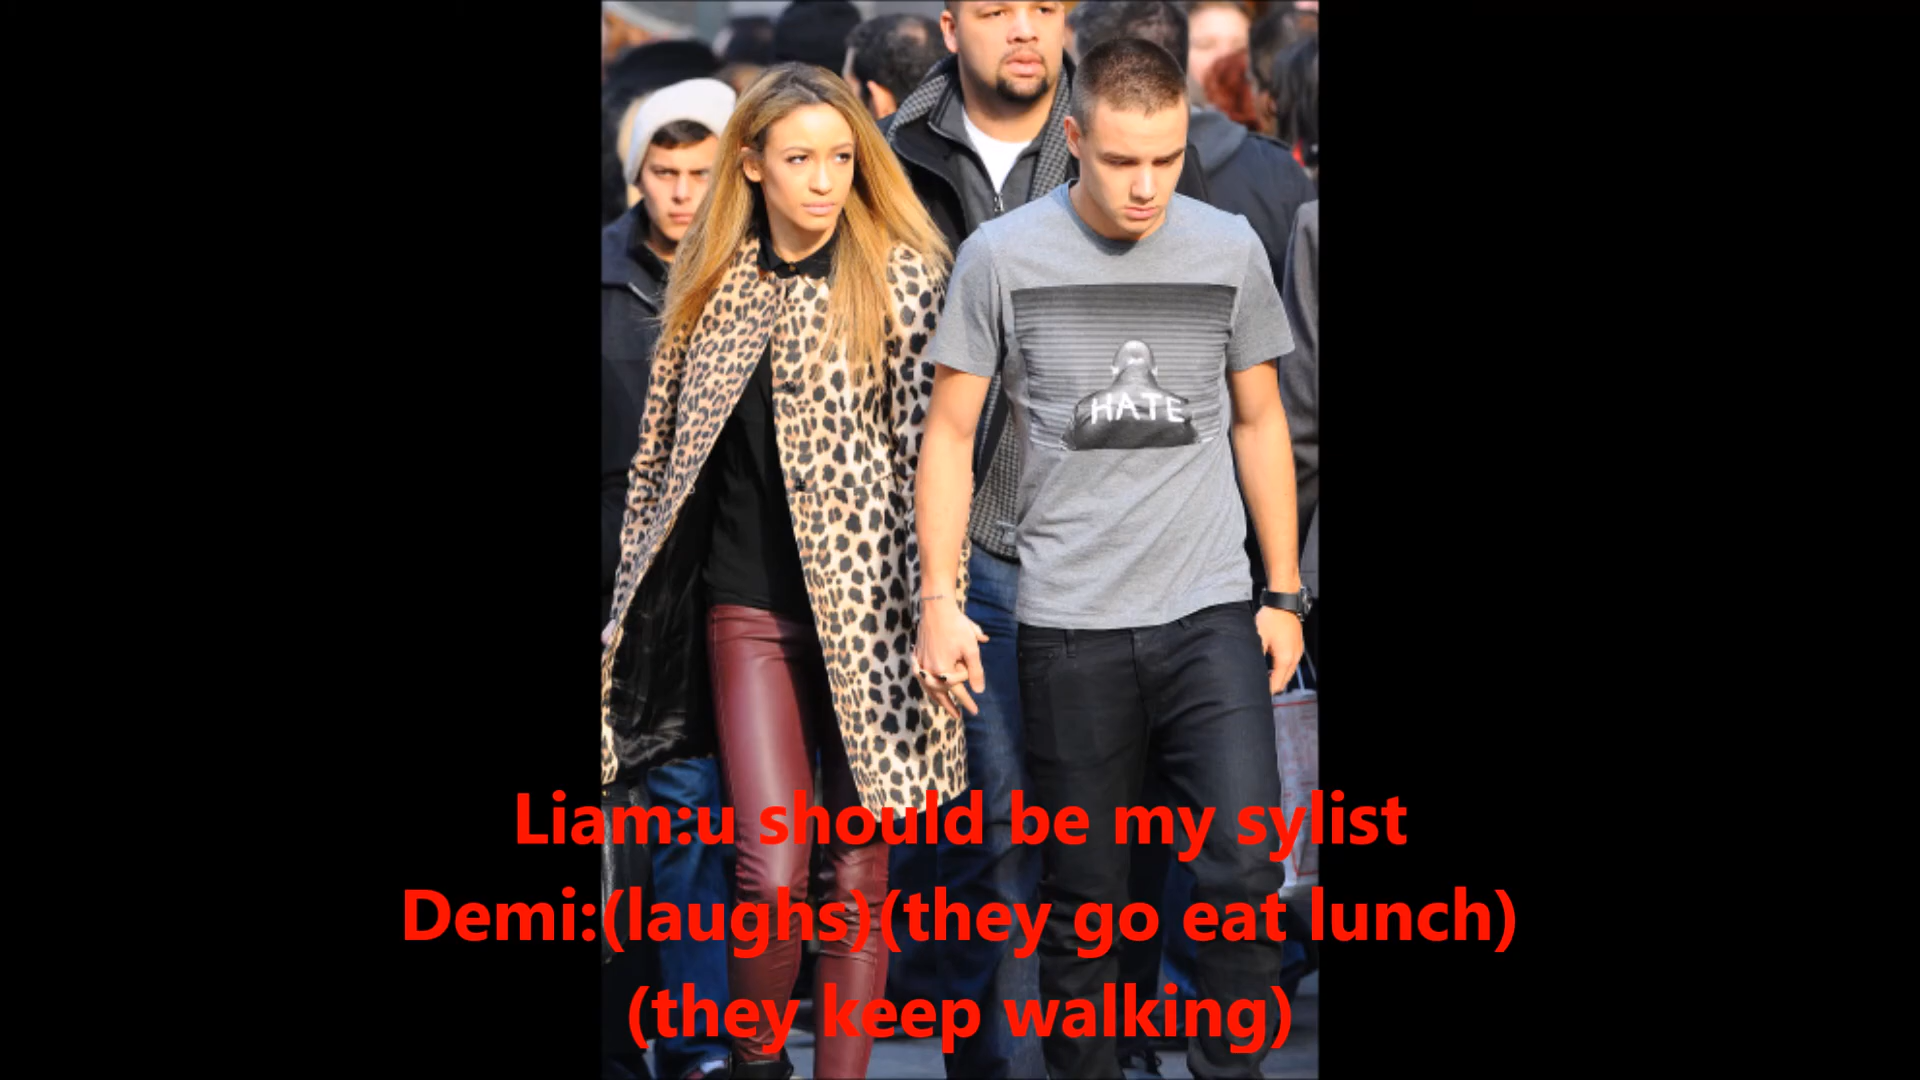 HATE
Liam:u should be my sylist
Demi:(laughs)(they go eat lunch)
(they keep walking)